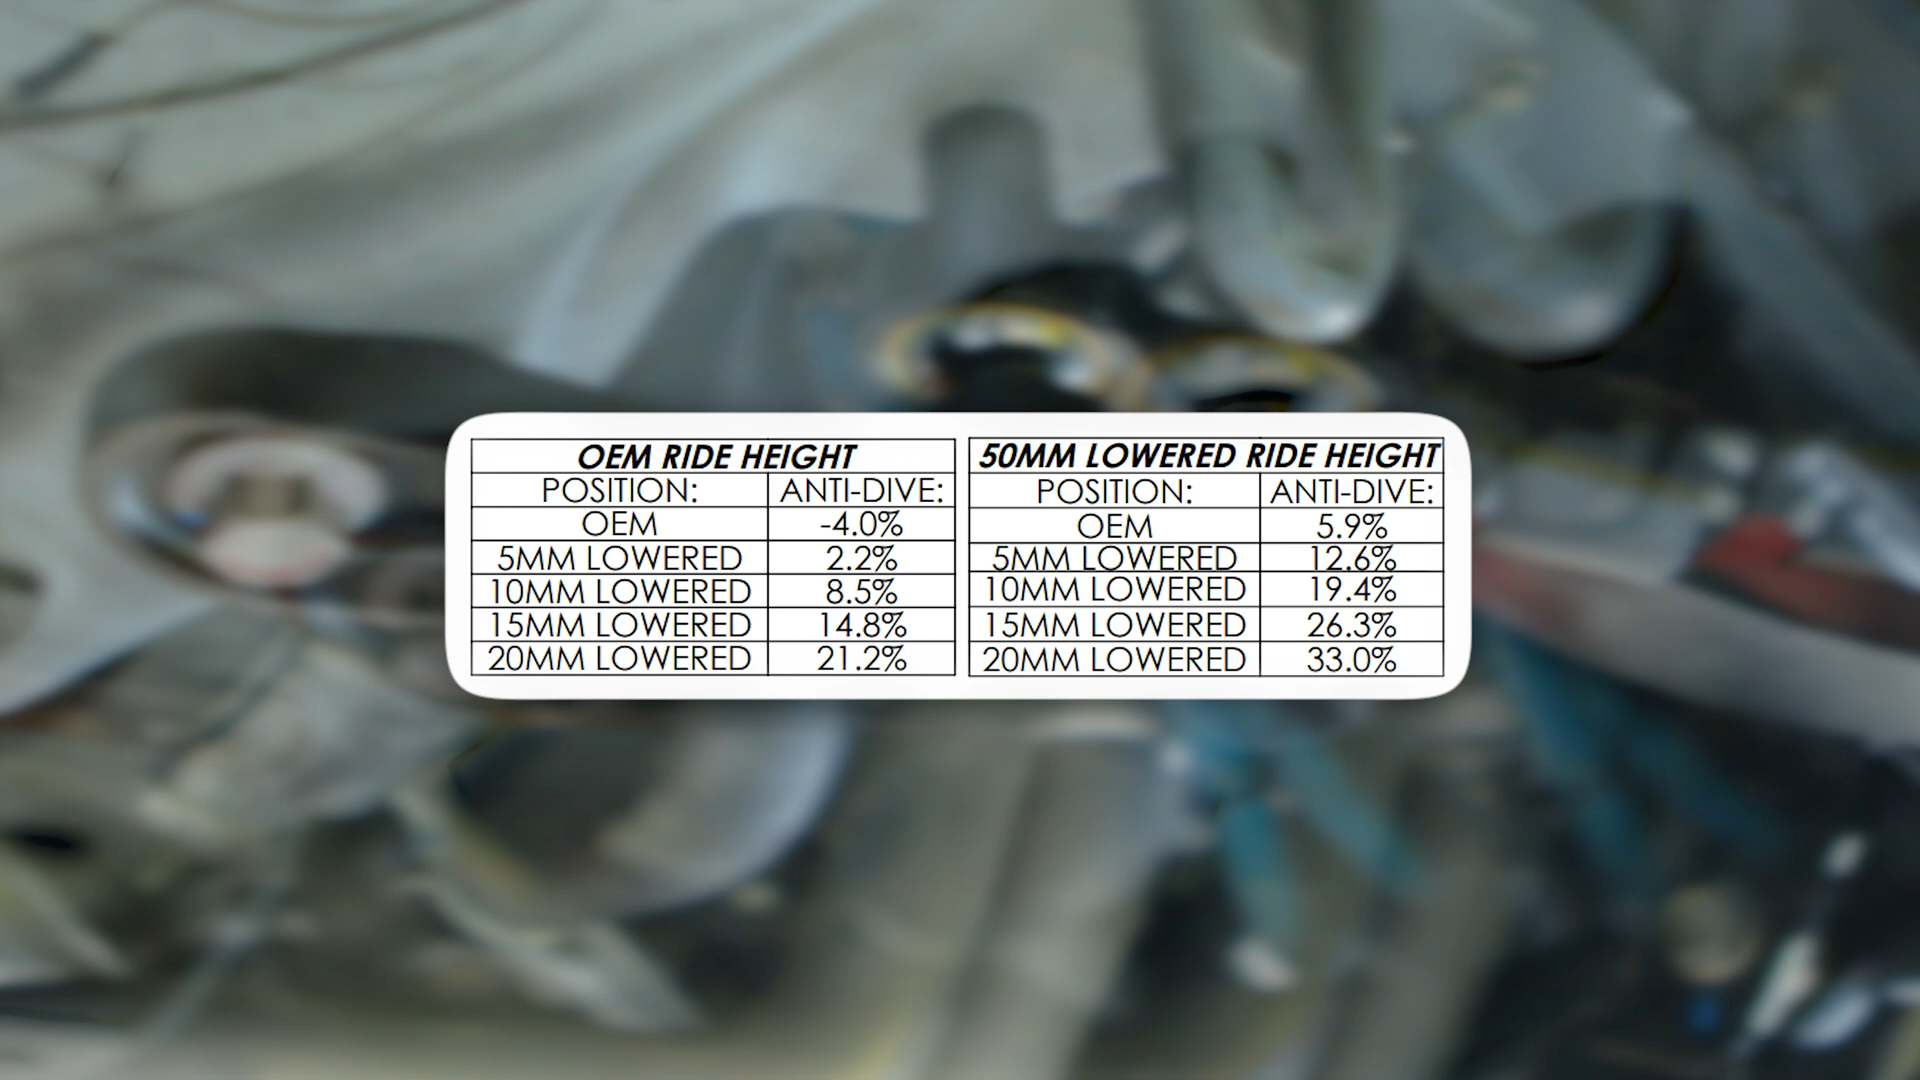 OEM RIDE HEIGHT
POSITION: ANTI-DIVE:
OEM -4.0%
5MM LOWERED 2.2%
10MM LOWERED 8.5%
15MM LOWERED 14.8%
20MM LOWERED 21.2%
50MM LOWERED RIDE HEIGHT
POSITION: ANTI-DIVE:
OEM 5.9%
5MM LOWERED 12.6%
10MM LOWERED 19.4%
15MM LOWERED 26.3%
20MM LOWERED 33.0%